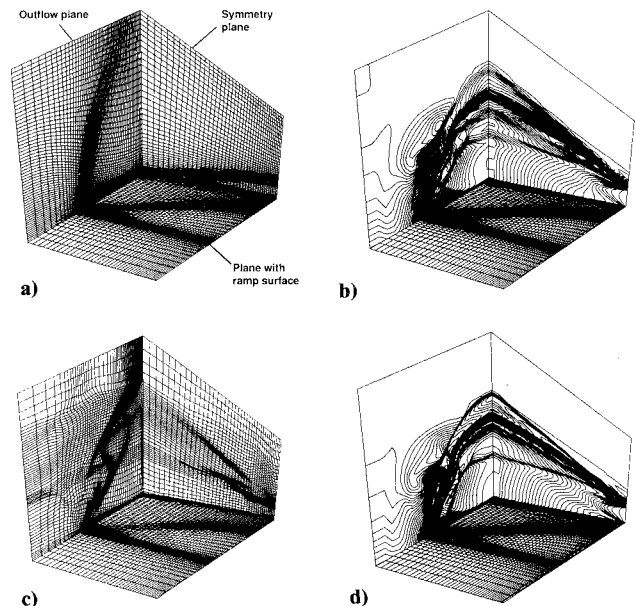 Outflow plane
Symmetry
plane
Plane with
ramp surface
a)
b)
c)
d)